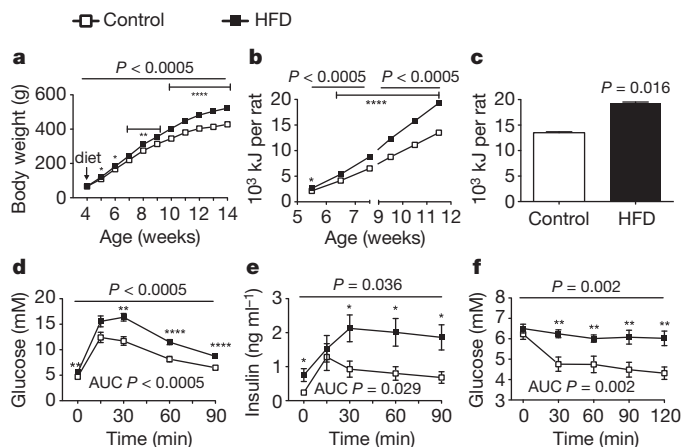 Control HFD
a
P < 0.0005
****
**
* *
diet
Body weight (g)
600
400
200
0
4 6 8 10 12 14
Age (weeks)
b
P < 0.0005 P < 0.0005
****
*
10³ kJ per rat
20
15
10
5
0
5 7 9 8 10 12
Age (weeks)
c
P = 0.016
10³ kJ per rat
20
15
10
5
0
Control HFD
d
P < 0.0005
** ** **** ****
AUC P < 0.0005
Glucose (mM)
20
15
10
5
0
0 30 60 90
Time (min)
e
P = 0.036
* * * *
AUC P = 0.029
Insulin (ng ml⁻¹)
3
2
1
0
0 30 60 90
Time (min)
f
P = 0.002
** ** ** **
AUC P = 0.002
Glucose (mM)
8
7
6
5
4
3
0 30 60 90 120
Time (min)